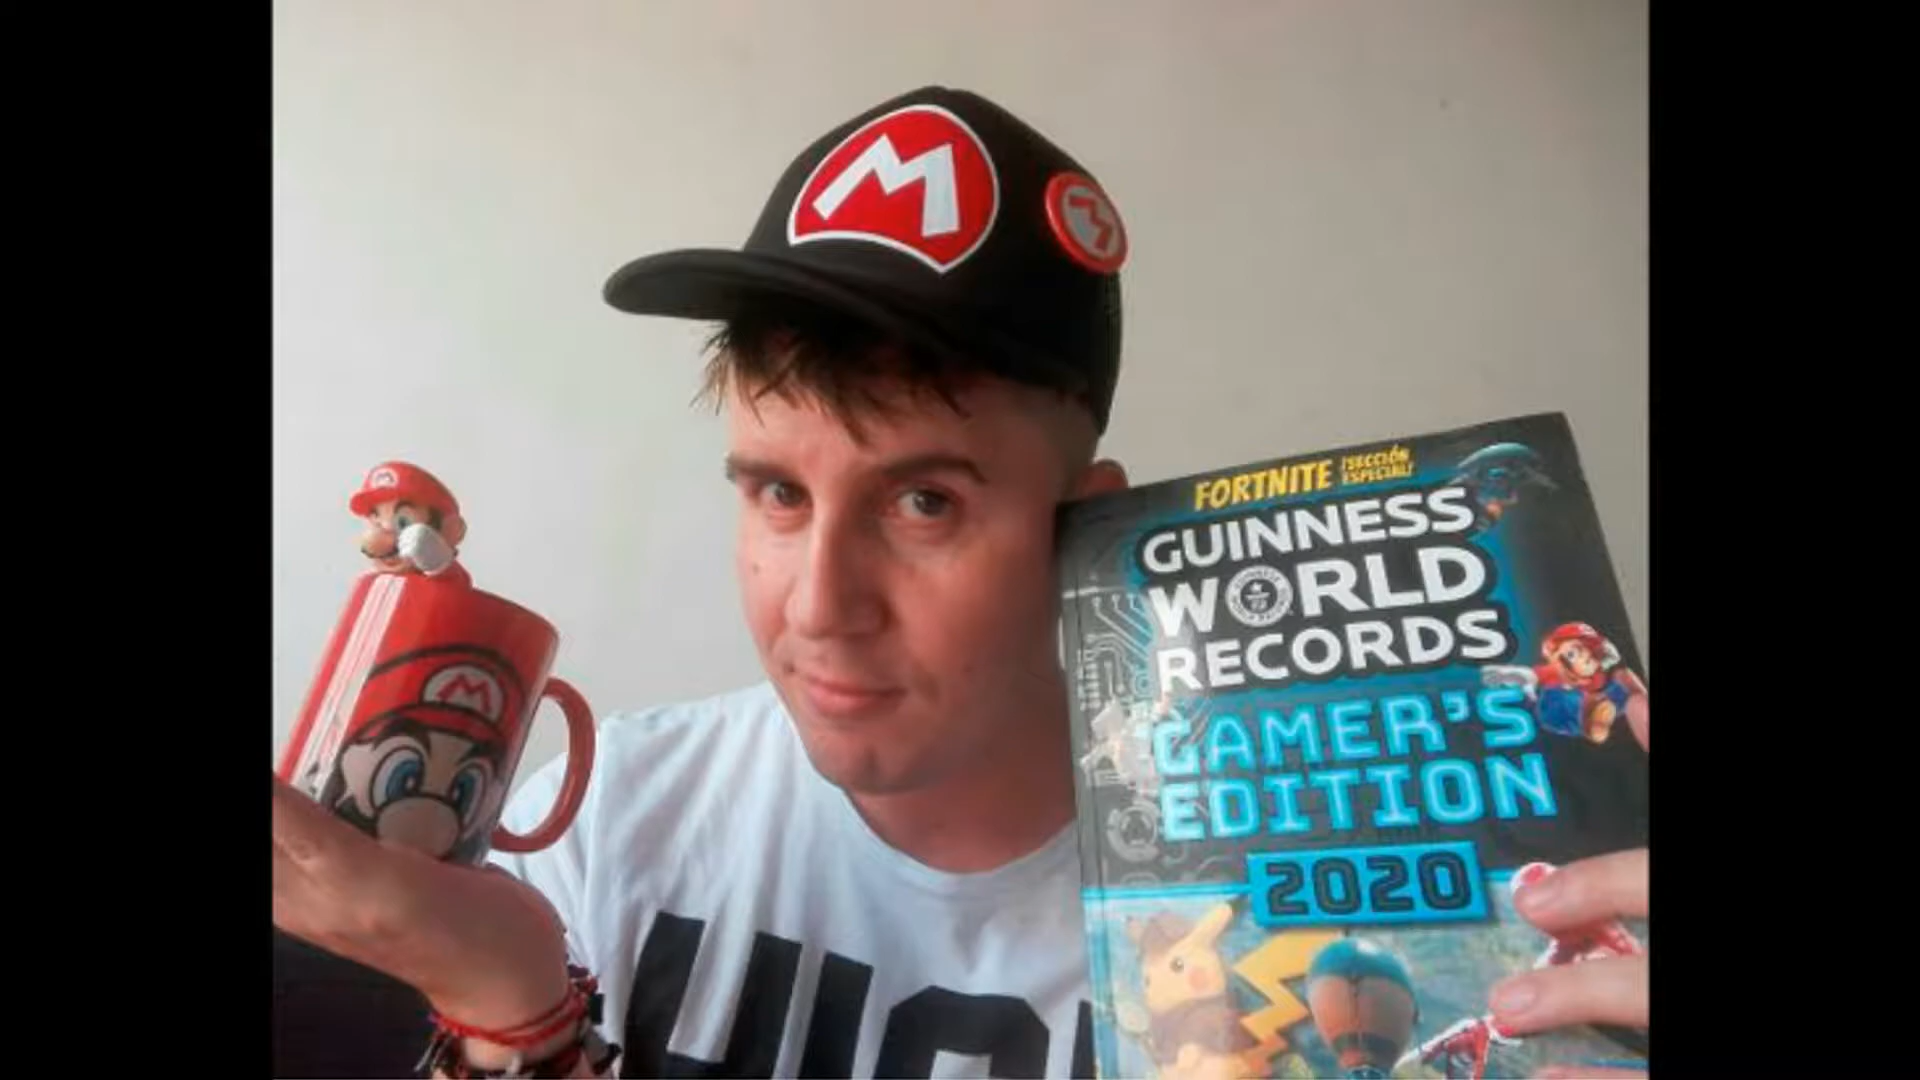 M
FORTNITE ¡SECCIÓN
ESPECIAL!
GUINNESS
WORLD
RECORDS
GAMER'S
EDITION
2020
M